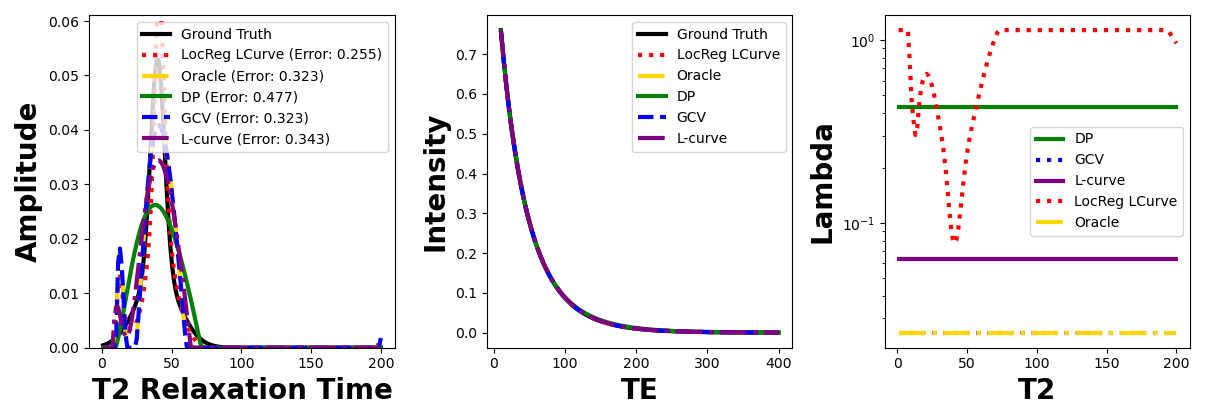 Amplitude
0.06
0.05
0.04
0.03
0.02
0.01
0.00
0 50 100 150 200
T2 Relaxation Time
Ground Truth
LocReg LCurve (Error: 0.255)
Oracle (Error: 0.323)
DP (Error: 0.477)
GCV (Error: 0.323)
L-curve (Error: 0.343)
Intensity
0.7
0.6
0.5
0.4
0.3
0.2
0.1
0.0
0 100 200 300 400
TE
Ground Truth
LocReg LCurve
Oracle
DP
GCV
L-curve
Lambda
10⁰
10⁻¹
0 50 100 150 200
T2
DP
GCV
L-curve
LocReg LCurve
Oracle